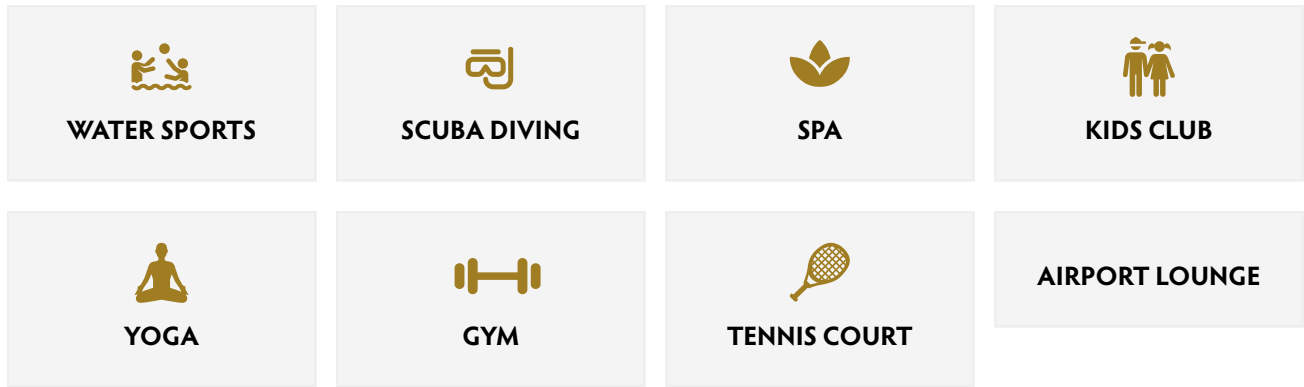 WATER SPORTS
SCUBA DIVING
SPA
KIDS CLUB
YOGA
GYM
TENNIS COURT
AIRPORT LOUNGE